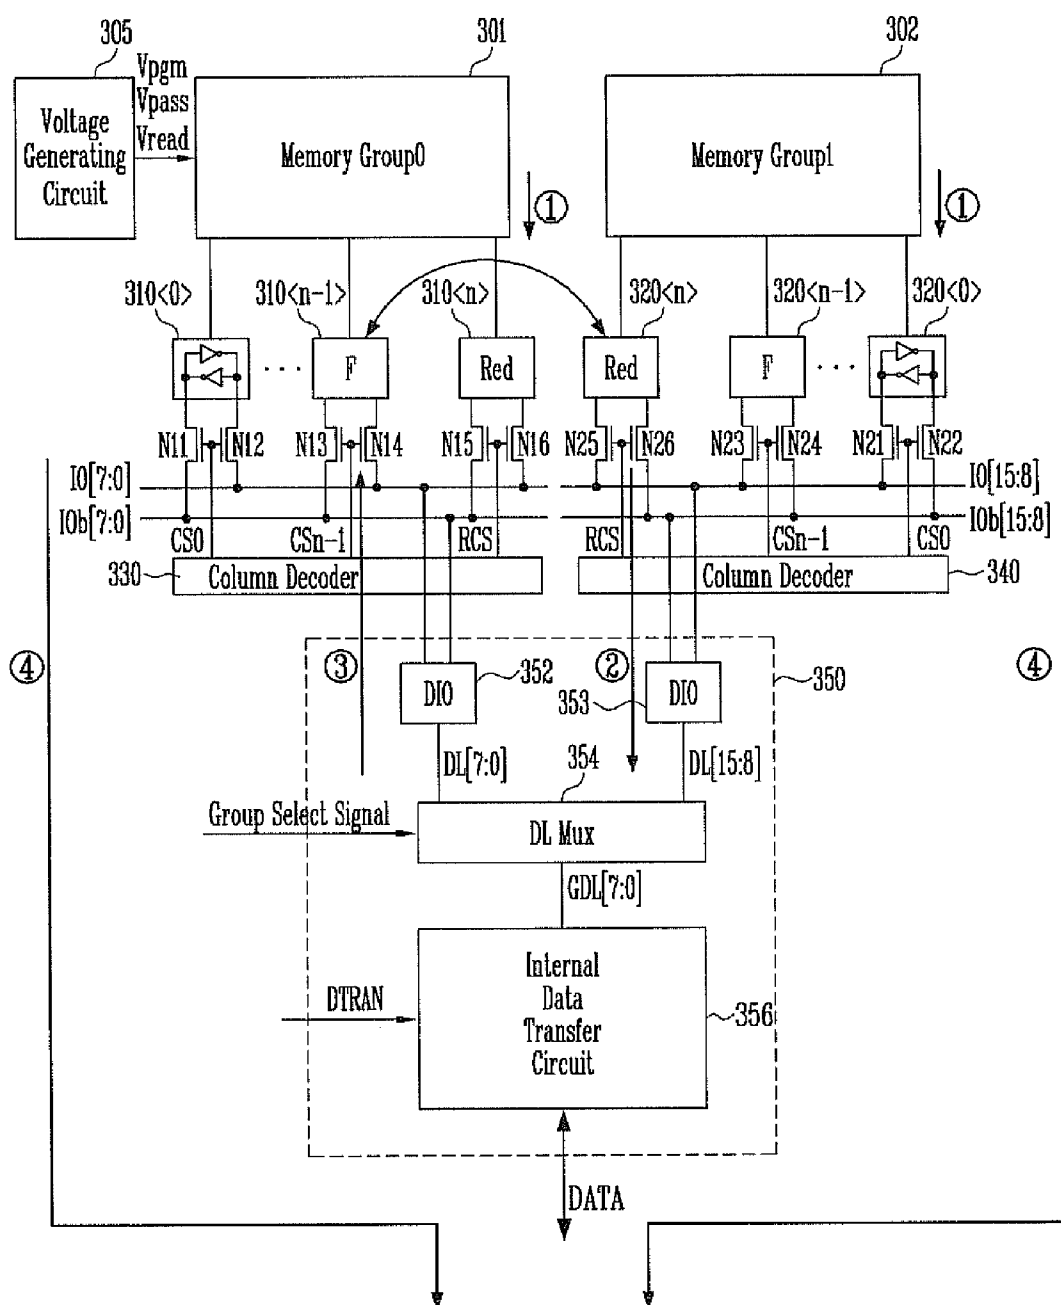 305
301
302
Vpgm
Vpass
Vread
Voltage
Generating
Circuit
Memory Group0
Memory Group1
①
①
310<0>
310<n-1>
310<n>
320<n>
320<n-1>
320<0>
F
Red
Red
F
N11
N12
N13
N14
N15
N16
N25
N26
N23
N24
N21
N22
IO[7:0]
IO[15:8]
IOb[7:0]
IOb[15:8]
CS0
CSn-1
RCS
RCS
CSn-1
CS0
330
Column Decoder
Column Decoder
340
④
③
352
②
④
DIO
353
DIO
350
DL[7:0]
354
DL[15:8]
Group Select Signal
DL Mux
GDL[7:0]
Internal
Data
Transfer
Circuit
DTRAN
356
DATA